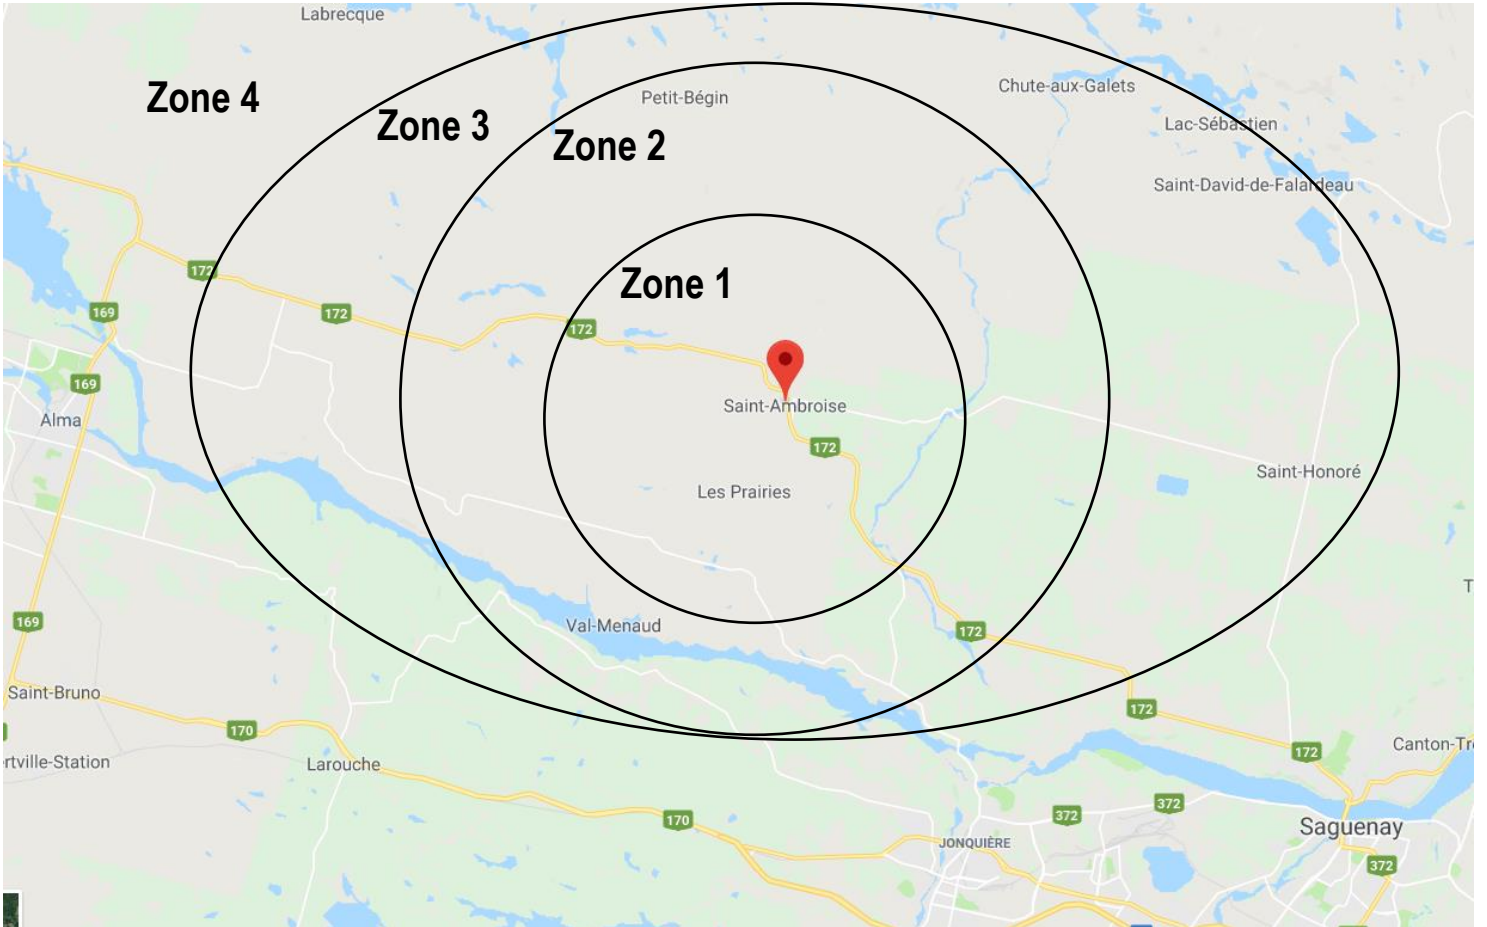 Labrecque
Zone 4
Petit-Bégin
Chute-aux-Galets
Zone 3
Lac-Sébastien
Zone 2
Saint-David-de-Falardeau
172
Zone 1
169
172
172
169
Saint-Ambroise
Alma
172
Saint-Honoré
Les Prairies
T
169
Val-Menaud
172
Saint-Bruno
172
170
Canton-Tr
172
rtville-Station
Larouche
372
372
170
Saguenay
JONQUIÈRE
372